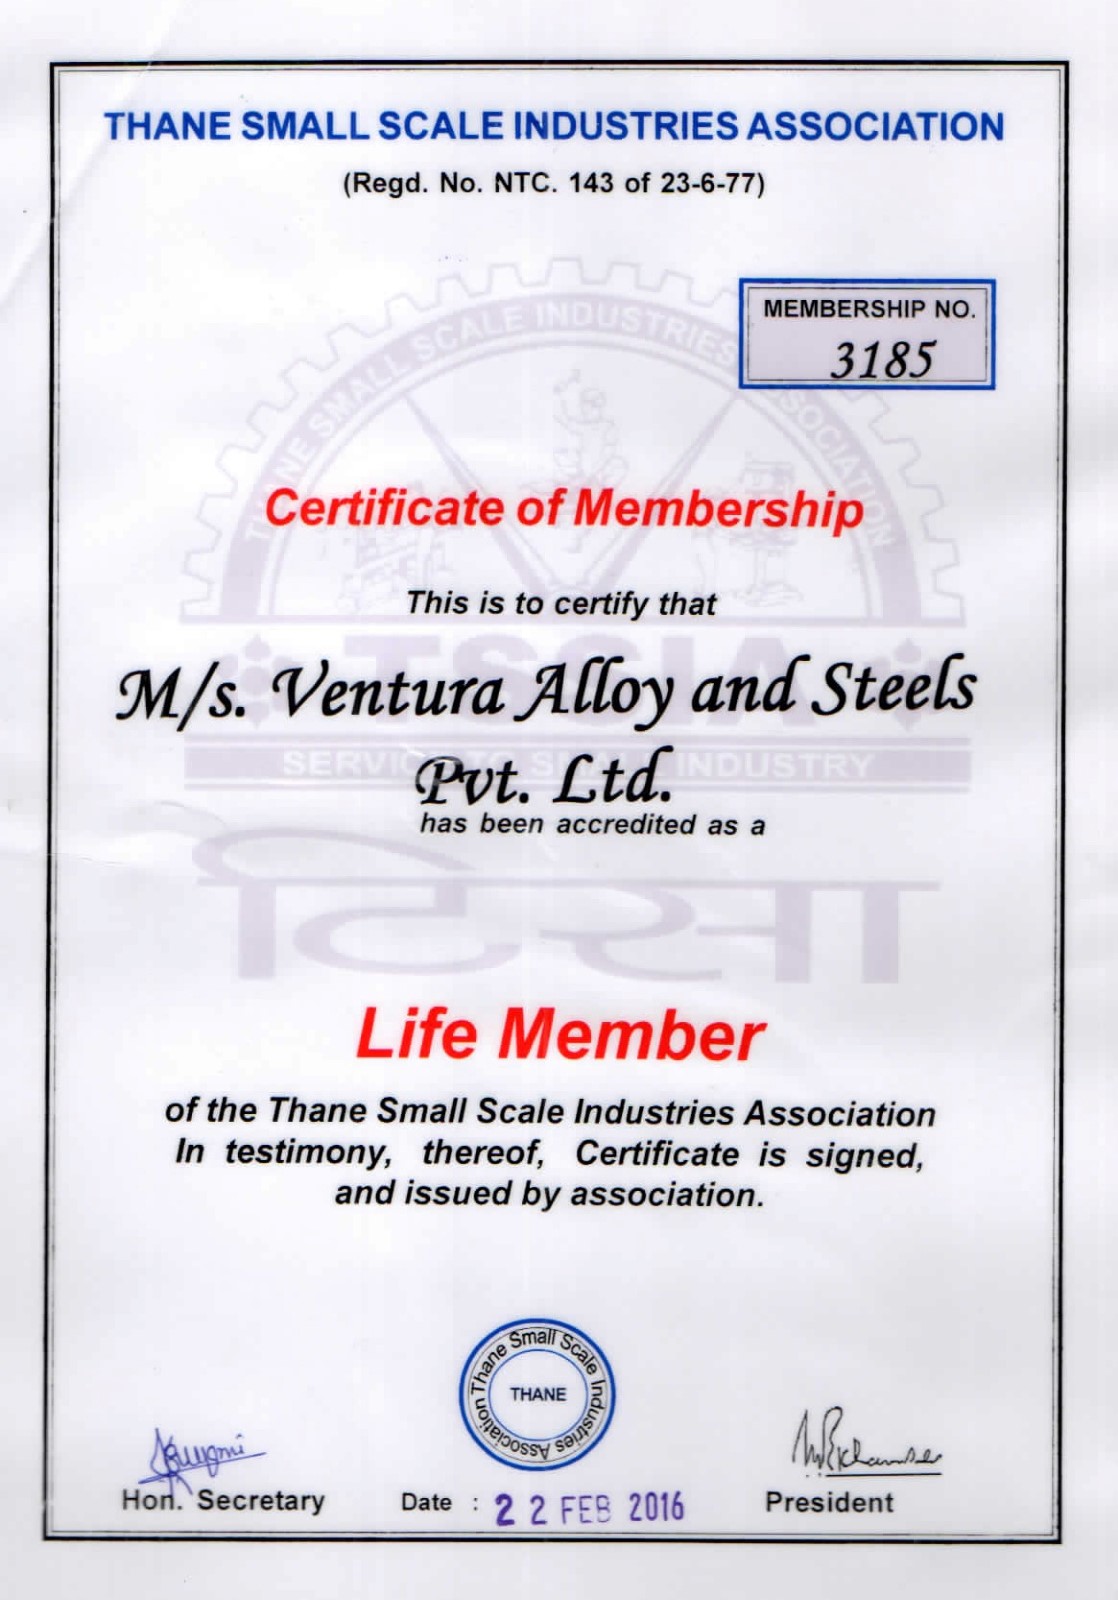 THANE SMALL SCALE INDUSTRIES ASSOCIATION
(Regd. No. NTC. 143 of 23-6-77)
MEMBERSHIP NO.
3185
THANE SMALL SCALE INDUSTRIES ASSOCIATION
Certificate of Membership
This is to certify that
TSSIA
M/s. Ventura Alloy and Steels
SERVICE TO SMALL INDUSTRY
Pvt. Ltd.
has been accredited as a
टिसा
Life Member
of the Thane Small Scale Industries Association
In testimony, thereof, Certificate is signed,
and issued by association.
Thane Small Scale Industries Association
THANE
Hon. Secretary
Date : 22 FEB 2016
President